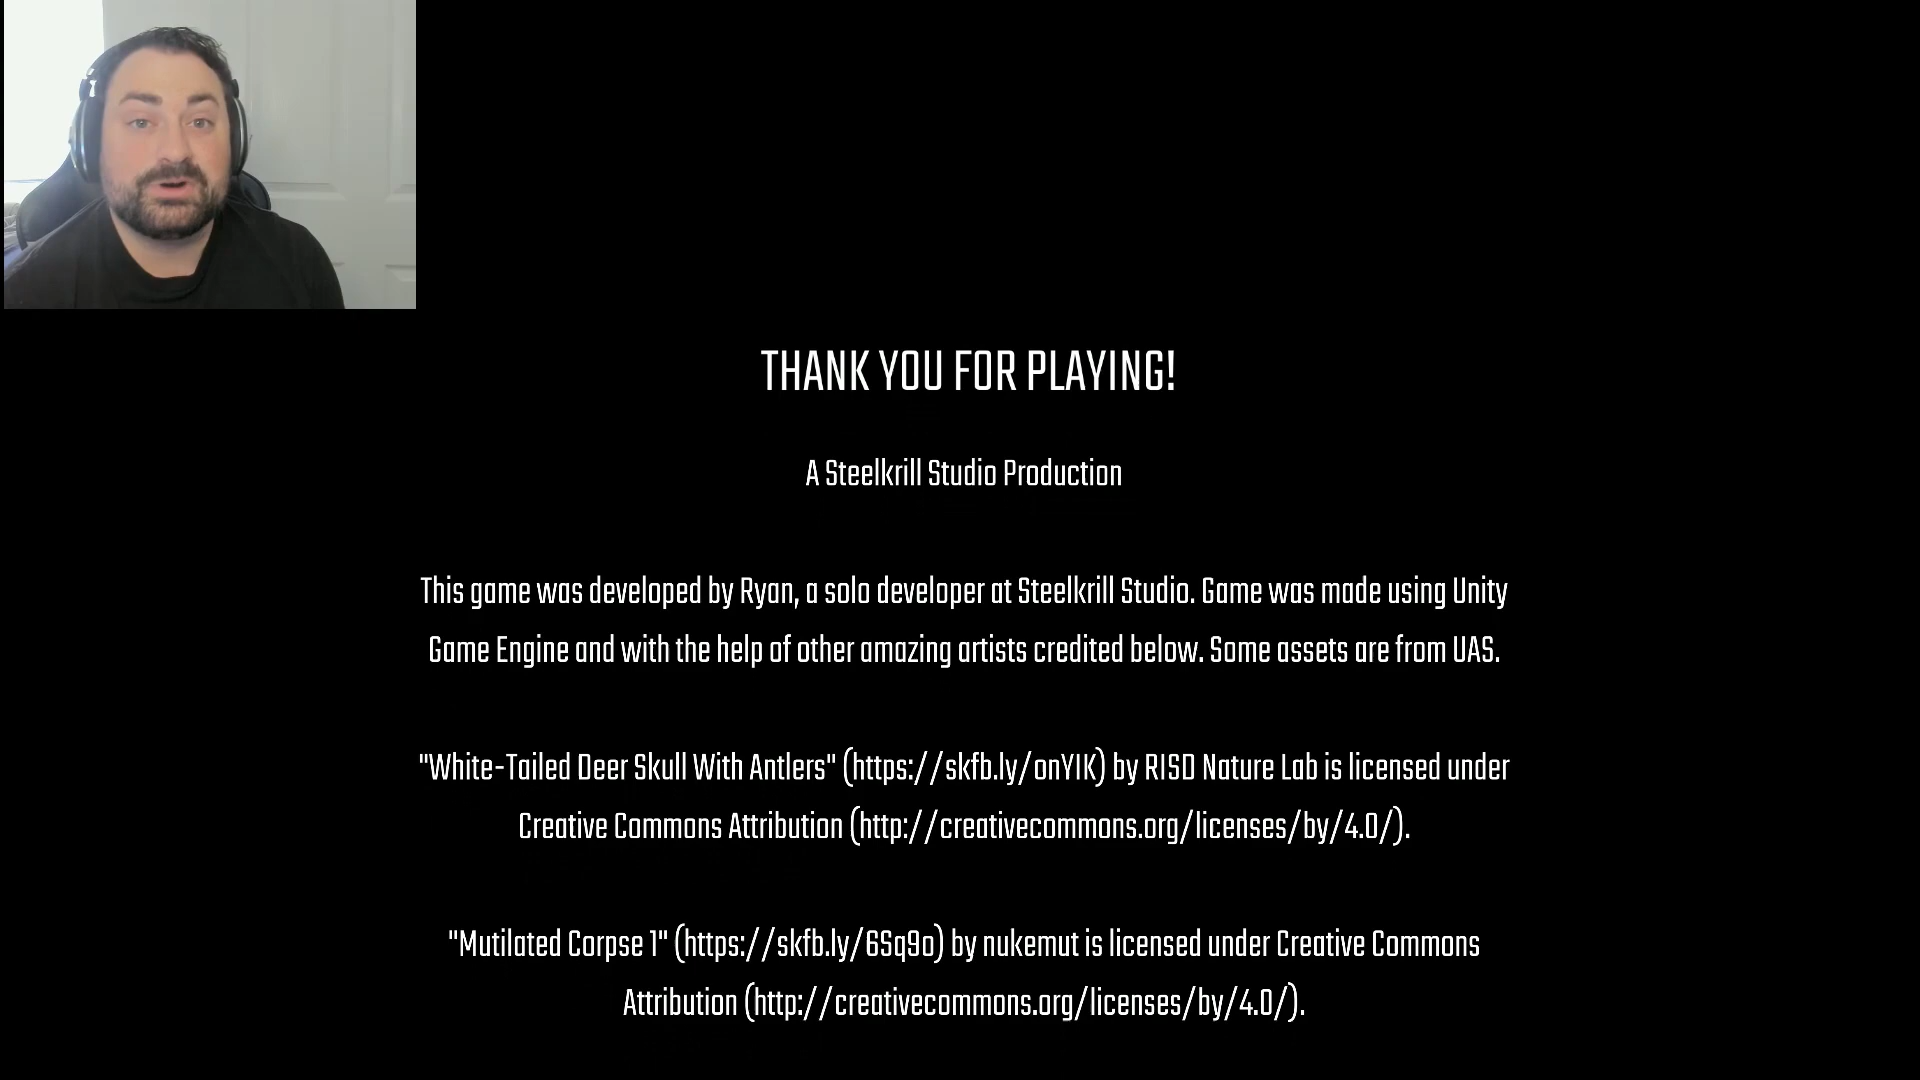 THANK YOU FOR PLAYING!
A Steelkrill Studio Production
This game was developed by Ryan, a solo developer at Steelkrill Studio. Game was made using Unity
Game Engine and with the help of other amazing artists credited below. Some assets are from UAS.
"White-Tailed Deer Skull With Antlers" (https://skfb.ly/onYIK) by RISD Nature Lab is licensed under
Creative Commons Attribution (http://creativecommons.org/licenses/by/4.0/).
"Mutilated Corpse 1" (https://skfb.ly/6Sq9o) by nukemut is licensed under Creative Commons
Attribution (http://creativecommons.org/licenses/by/4.0/).